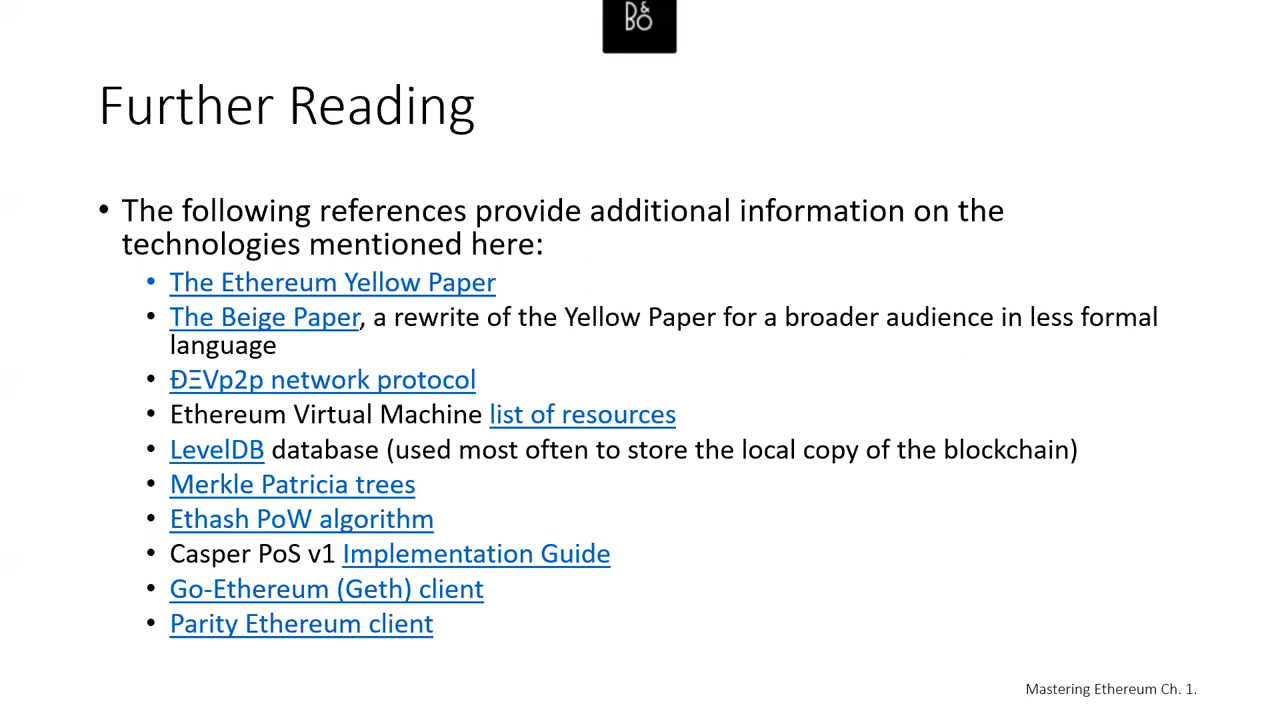 D&
BO
Further Reading
• The following references provide additional information on the
technologies mentioned here:
• The Ethereum Yellow Paper
• The Beige Paper, a rewrite of the Yellow Paper for a broader audience in less formal
language
• ÐΞVp2p network protocol
• Ethereum Virtual Machine list of resources
• LevelDB database (used most often to store the local copy of the blockchain)
• Merkle Patricia trees
• Ethash PoW algorithm
• Casper PoS v1 Implementation Guide
• Go-Ethereum (Geth) client
• Parity Ethereum client
Mastering Ethereum Ch. 1.